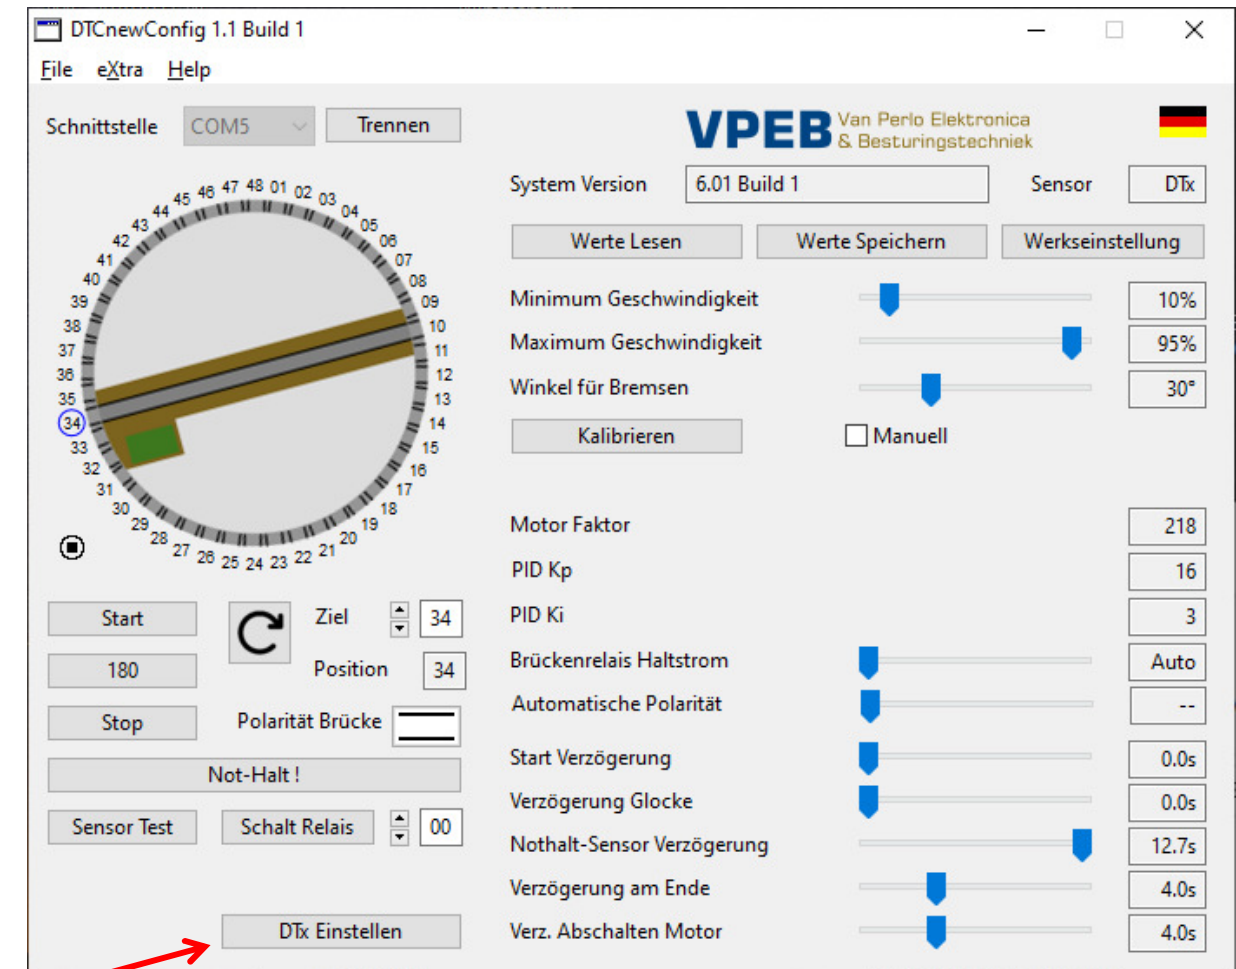 DTCnewConfig 1.1 Build 1
File eXtra Help
Schnittstelle COM5 Trennen
VPEB Van Perlo Elektronica
& Besturingstechniek
System Version 6.01 Build 1 Sensor DTx
Werte Lesen Werte Speichern Werkseinstellung
48 01 02 03 04 05 06 07 08 09 10 11 12 13 14 15 16 17 18 19 20 21 22 23 24 25 26 27 28 29 30 31 32 33 34 35 36 37 38 39 40 41 42 43 44 45 46 47
Minimum Geschwindigkeit 10%
Maximum Geschwindigkeit 95%
Winkel für Bremsen 30°
Kalibrieren Manuell
Motor Faktor 218
PID Kp 16
PID Ki 3
Brückenrelais Haltstrom Auto
Automatische Polarität --
Start Verzögerung 0.0s
Verzögerung Glocke 0.0s
Nothalt-Sensor Verzögerung 12.7s
Verzögerung am Ende 4.0s
Verz. Abschalten Motor 4.0s
Start Ziel 34
180 Position 34
Stop Polarität Brücke
Not-Halt !
Sensor Test Schalt Relais 00
DTx Einstellen